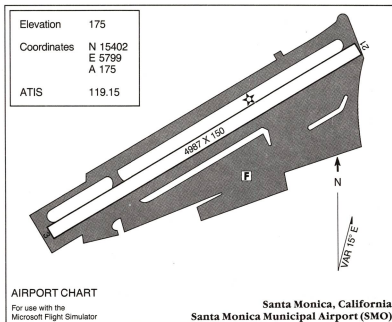 Elevation 175
Coordinates N 15402
E 5799
A 175
ATIS 119.15
21
4987 X 150
F
3
N
VAR 15° E
AIRPORT CHART
For use with the
Microsoft Flight Simulator
Santa Monica, California
Santa Monica Municipal Airport (SMO)